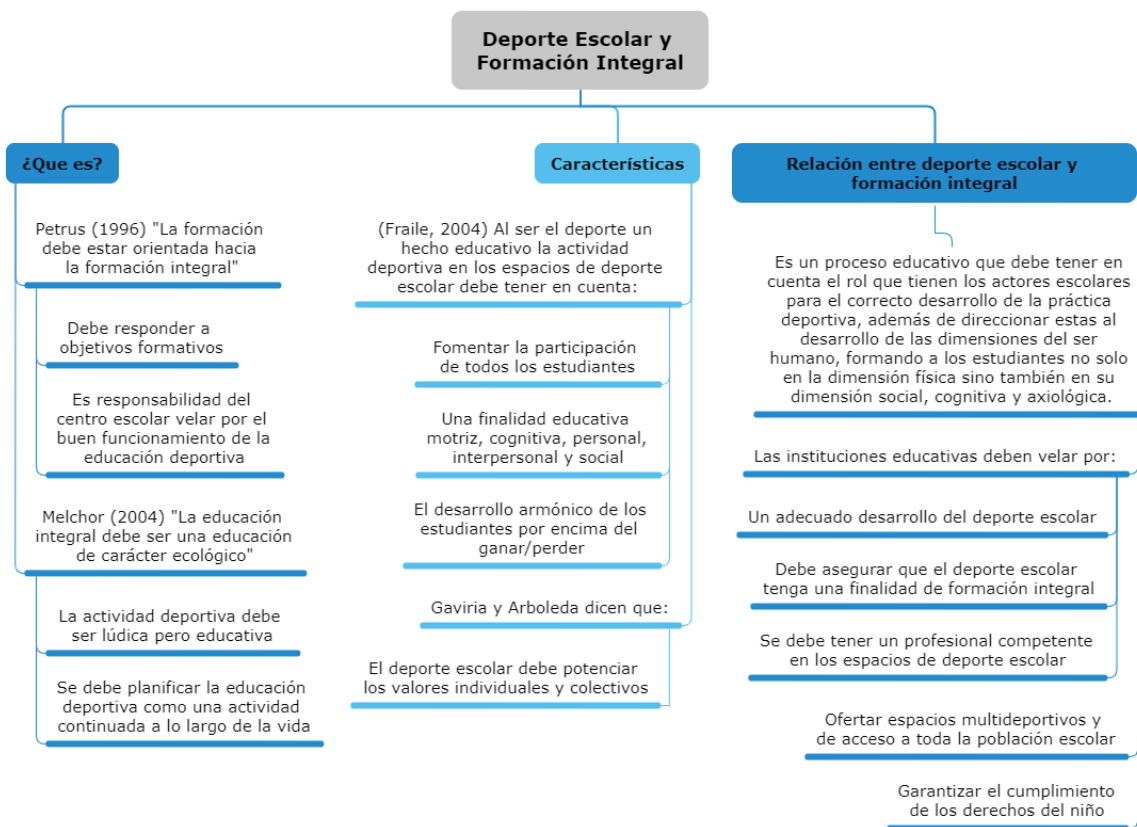 Deporte Escolar y
Formación Integral
¿Que es?
Petrus (1996) "La formación
debe estar orientada hacia
la formación integral"
Debe responder a
objetivos formativos
Es responsabilidad del
centro escolar velar por el
buen funcionamiento de la
educación deportiva
Melchor (2004) "La educación
integral debe ser una educación
de carácter ecológico"
La actividad deportiva debe
ser lúdica pero educativa
Se debe planificar la educación
deportiva como una actividad
continuada a lo largo de la vida
Característícas
(Fraile, 2004) Al ser el deporte un
hecho educativo la actividad
deportiva en los espacios de deporte
escolar debe tener en cuenta:
Fomentar la participación
de todos los estudiantes
Una finalidad educativa
motriz, cognitiva, personal,
interpersonal y social
El desarrollo armónico de los
estudiantes por encima del
ganar/perder
Gaviria y Arboleda dicen que:
El deporte escolar debe potenciar
los valores individuales y colectivos
Relación entre deporte escolar y
formación integral
Es un proceso educativo que debe tener en
cuenta el rol que tienen los actores escolares
para el correcto desarrollo de la práctica
deportiva, además de direccionar estas al
desarrollo de las dimensiones del ser
humano, formando a los estudiantes no solo
en la dimensión física sino también en su
dimensión social, cognitiva y axiológica.
Las instituciones educativas deben velar por:
Un adecuado desarrollo del deporte escolar
Debe asegurar que el deporte escolar
tenga una finalidad de formación integral
Se debe tener un profesional competente
en los espacios de deporte escolar
Ofertar espacios multideportivos y
de acceso a toda la población escolar
Garantizar el cumplimiento
de los derechos del niño